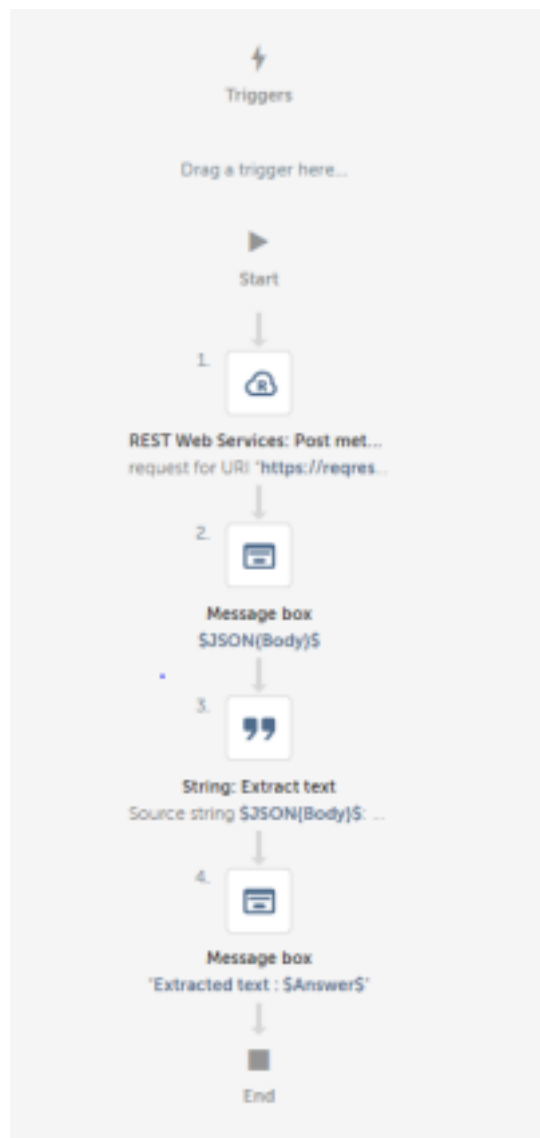 Triggers
Drag a trigger here...
Start
1.
REST Web Services: Post met...
request for URI "https://reqres...
2.
Message box
$JSON{Body}$
3.
String: Extract text
Source string $JSON{Body}$: ...
4.
Message box
"Extracted text : $Answer$"
End